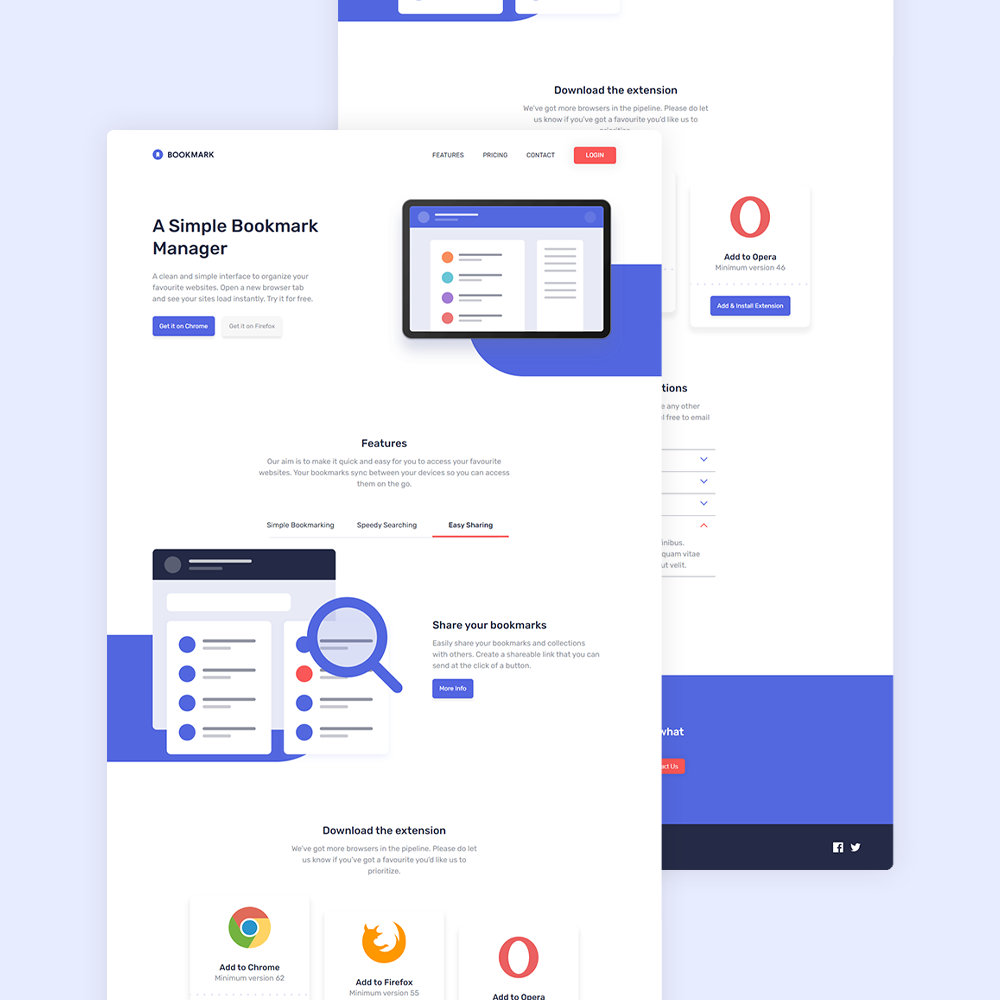 BOOKMARK
FEATURES
PRICING
CONTACT
LOGIN
A Simple Bookmark
Manager
A clean and simple interface to organize your
favourite websites. Open a new browser tab
and see your sites load instantly. Try it for free.
Get it on Chrome
Get it on Firefox
Features
Our aim is to make it quick and easy for you to access your favourite
websites. Your bookmarks sync between your devices so you can access
them on the go.
Simple Bookmarking
Speedy Searching
Easy Sharing
Share your bookmarks
Easily share your bookmarks and collections
with others. Create a shareable link that you can
send at the click of a button.
More Info
Download the extension
We've got more browsers in the pipeline. Please do let
us know if you've got a favourite you'd like us to
prioritize.
Add to Chrome
Minimum version 62
Add to Firefox
Minimum version 55
Add to Opera
Download the extension
We've got more browsers in the pipeline. Please do let
us know if you've got a favourite you'd like us to
prioritize.
Add to Opera
Minimum version 46
Add & Install Extension
tions
e any other
l free to email
inibus.
quam vitae
ut velit.
what
act Us